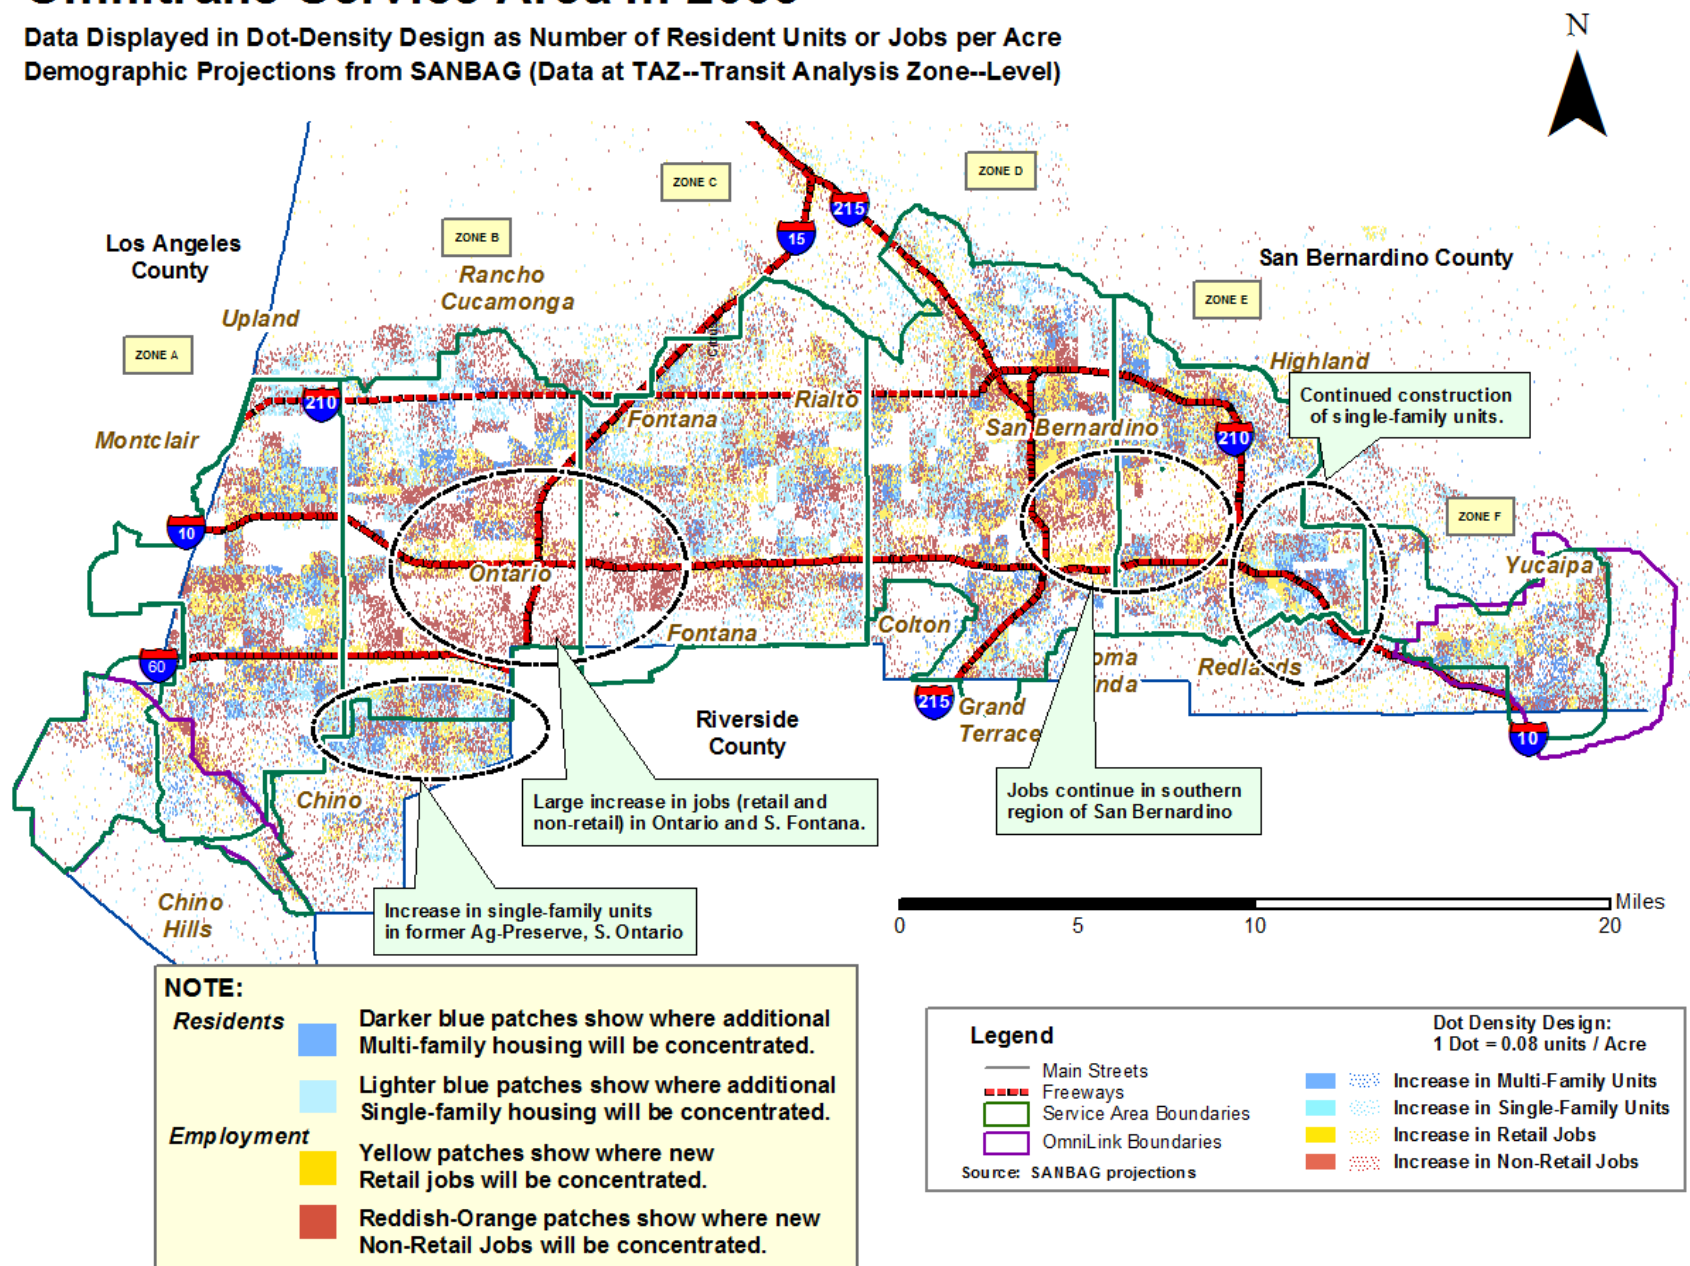 Data Displayed in Dot-Density Design as Number of Resident Units or Jobs per Acre
Demographic Projections from SANBAG (Data at TAZ--Transit Analysis Zone--Level)
N
ZONE C
ZONE D
215
15
Los Angeles
County
ZONE B
Rancho
Cucamonga
San Bernardino County
ZONE E
Upland
ZONE A
Highland
Continued construction
of single-family units.
210
Rialto
Fontana
Montclair
San Bernardino
210
10
ZONE F
Ontario
Yucaipa
Colton
Fontana
60
Redlands
215
Grand
Terrace
Riverside
County
10
Jobs continue in southern
region of San Bernardino
Large increase in jobs (retail and
non-retail) in Ontario and S. Fontana.
Chino
Chino
Hills
Increase in single-family units
in former Ag-Preserve, S. Ontario
Miles
0 5 10 20
NOTE:
Residents
Darker blue patches show where additional
Multi-family housing will be concentrated.
Lighter blue patches show where additional
Single-family housing will be concentrated.
Employment
Yellow patches show where new
Retail jobs will be concentrated.
Reddish-Orange patches show where new
Non-Retail Jobs will be concentrated.
Legend
Main Streets
Freeways
Service Area Boundaries
OmniLink Boundaries
Source: SANBAG projections
Dot Density Design:
1 Dot = 0.08 units / Acre
Increase in Multi-Family Units
Increase in Single-Family Units
Increase in Retail Jobs
Increase in Non-Retail Jobs